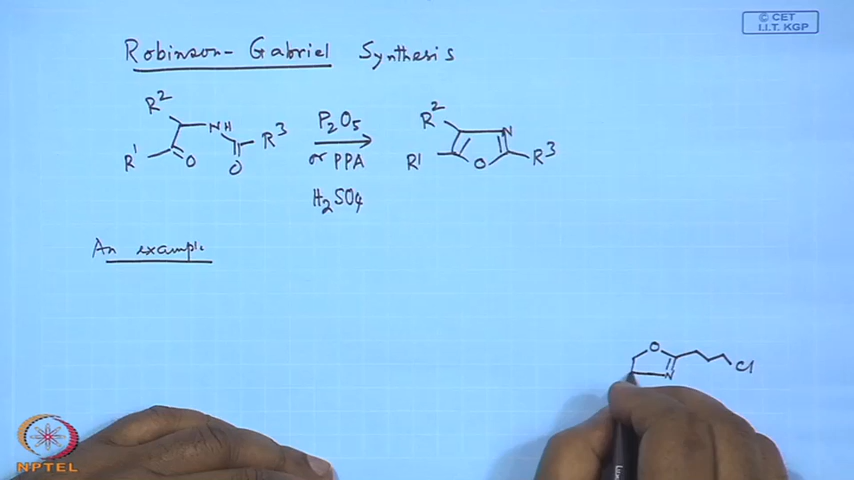 © CET
I.I.T. KGP
Robinson-Gabriel Synthesis
R² NH R³ R¹ O O
P₂O₅
or PPA
H₂SO₄
R² N R¹ O R³
An example
O N Cl
NPTEL